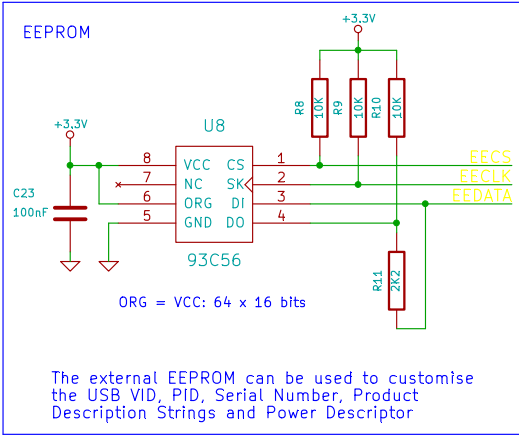 EEPROM
+3.3V
R8
10K
R9
10K
R10
10K
U8
+3.3V
8 VCC CS 1 EECS
7 NC SK 2 EECLK
6 ORG DI 3 EEDATA
5 GND DO 4
C23
100nF
93C56
R11
2K2
ORG = VCC: 64 x 16 bits
The external EEPROM can be used to customise
the USB VID, PID, Serial Number, Product
Description Strings and Power Descriptor